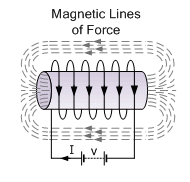 Magnetic Lines
of Force
I
V